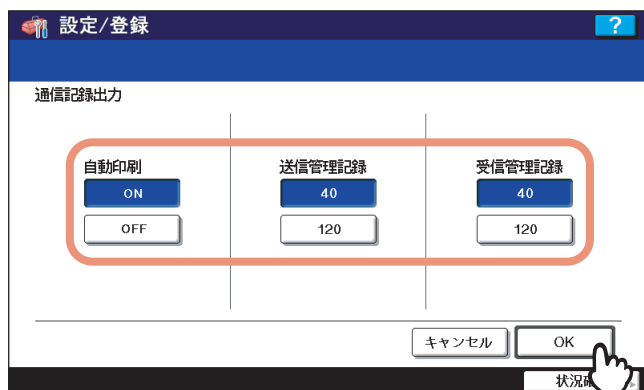 設定/登録
?
通信記録出力
自動印刷 送信管理記録 受信管理記録
ON 40 40
OFF 120 120
キャンセル OK
状況